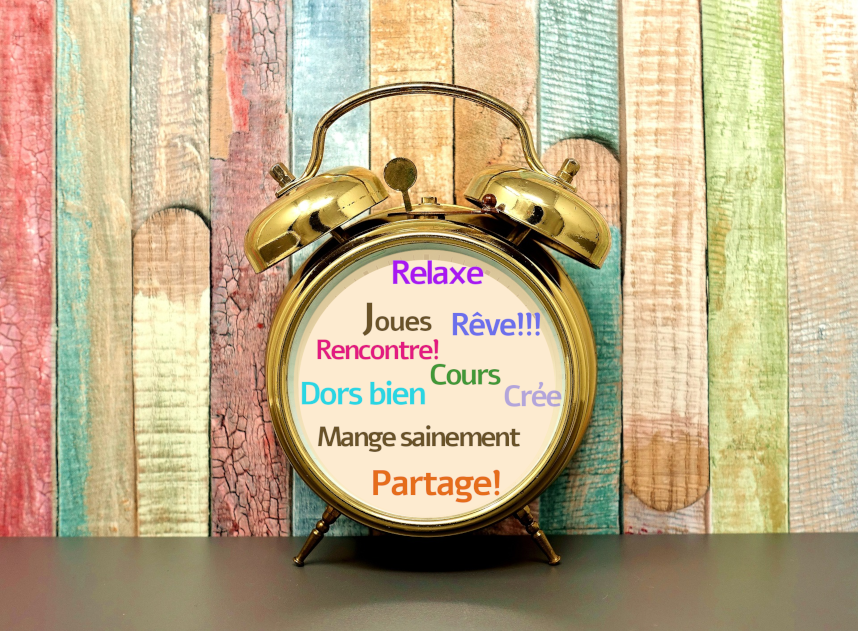 Relaxe
Joues
Rêve!!!
Rencontre!
Cours
Dors bien
Crée
Mange sainement
Partage!